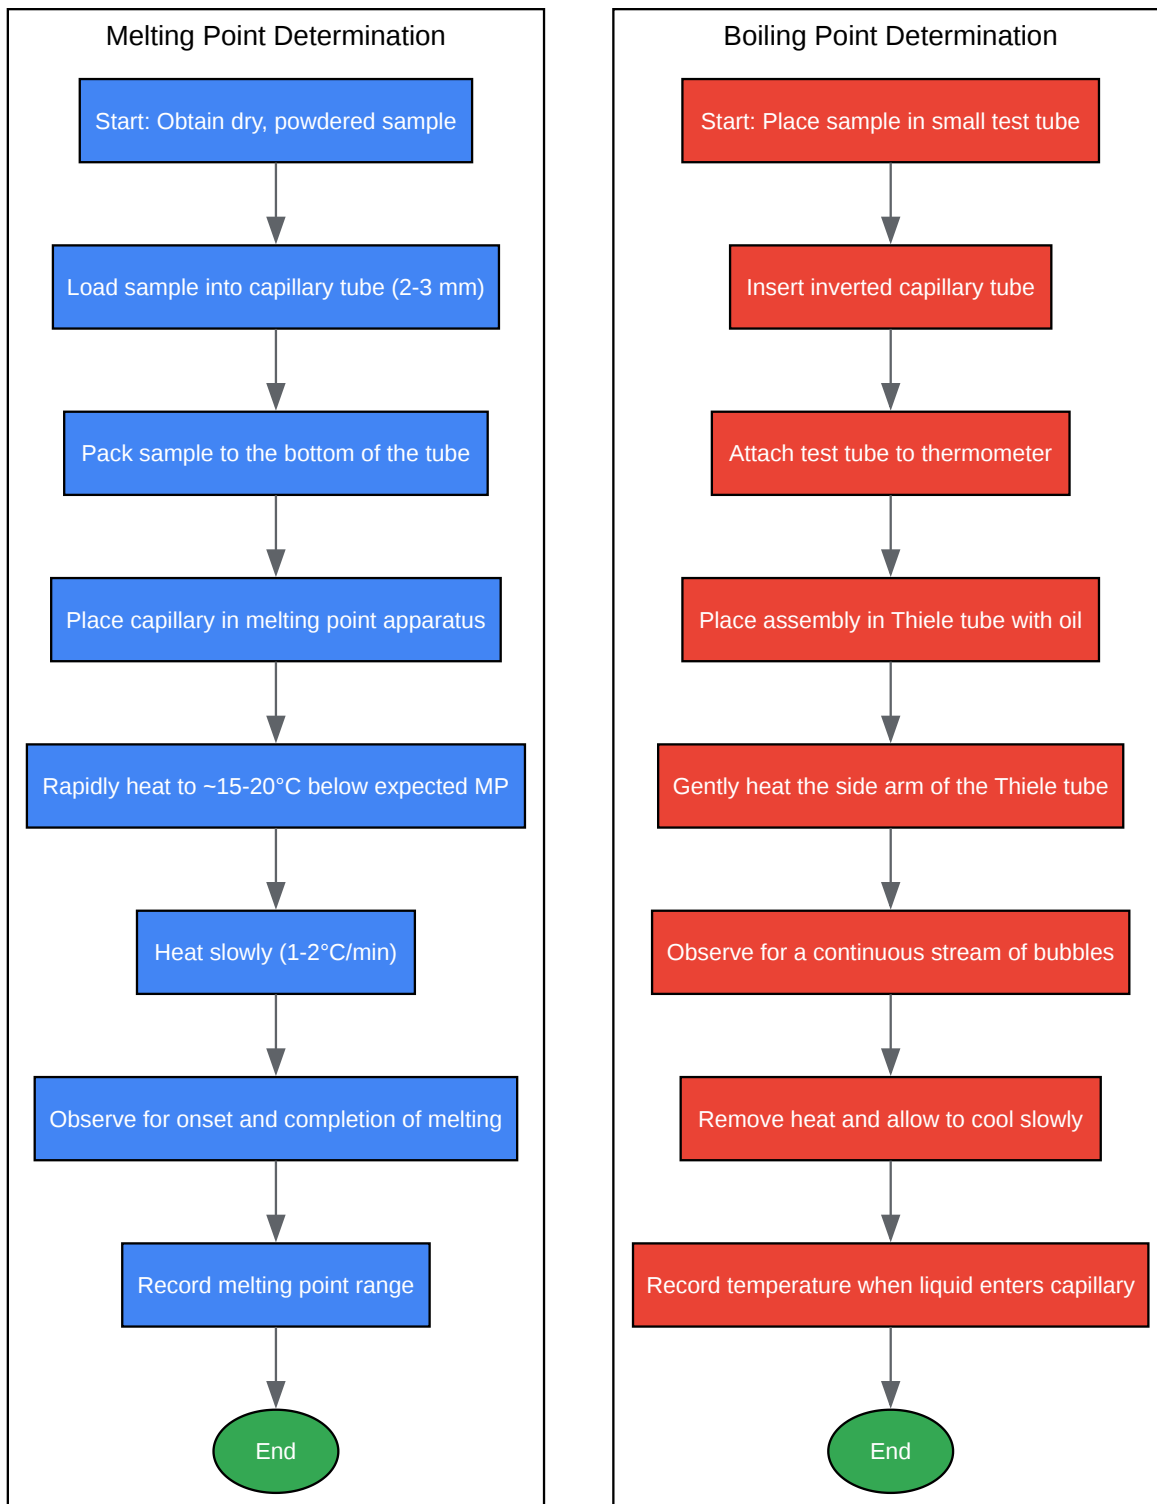 Melting Point Determination
Start: Obtain dry, powdered sample
Load sample into capillary tube (2-3 mm)
Pack sample to the bottom of the tube
Place capillary in melting point apparatus
Rapidly heat to ~15-20°C below expected MP
Heat slowly (1-2°C/min)
Observe for onset and completion of melting
Record melting point range
End
Boiling Point Determination
Start: Place sample in small test tube
Insert inverted capillary tube
Attach test tube to thermometer
Place assembly in Thiele tube with oil
Gently heat the side arm of the Thiele tube
Observe for a continuous stream of bubbles
Remove heat and allow to cool slowly
Record temperature when liquid enters capillary
End